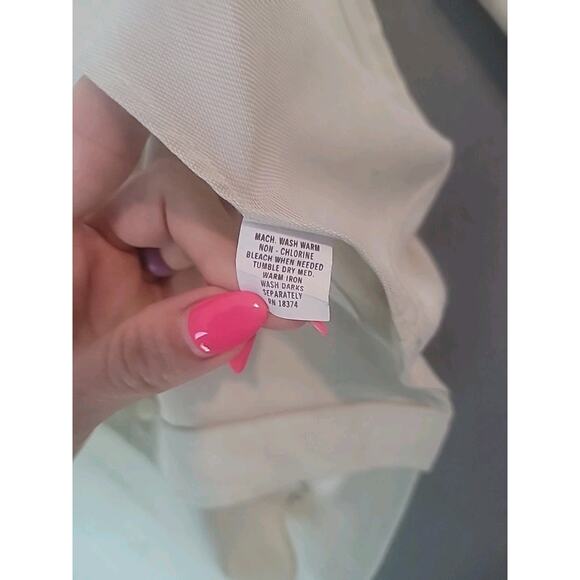 MACH. WASH WARM
NON - CHLORINE
BLEACH WHEN NEEDED
TUMBLE DRY MED.
WARM IRON
WASH DARKS
SEPARATELY
RN 18374